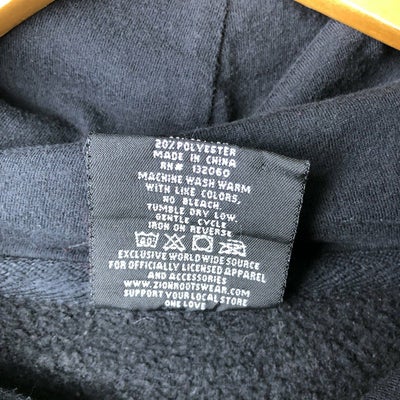 20% POLYESTER
MADE IN CHINA
RN# 132060
MACHINE WASH WARM
WITH LIKE COLORS.
NO BLEACH.
TUMBLE DRY LOW.
GENTLE CYCLE
IRON ON REVERSE
EXCLUSIVE WORLD WIDE SOURCE
FOR OFFICIALLY LICENSED APPAREL
AND ACCESSORIES
WWW.ZIONROOTSWEAR.COM
SUPPORT YOUR LOCAL STORE
ONE LOVE